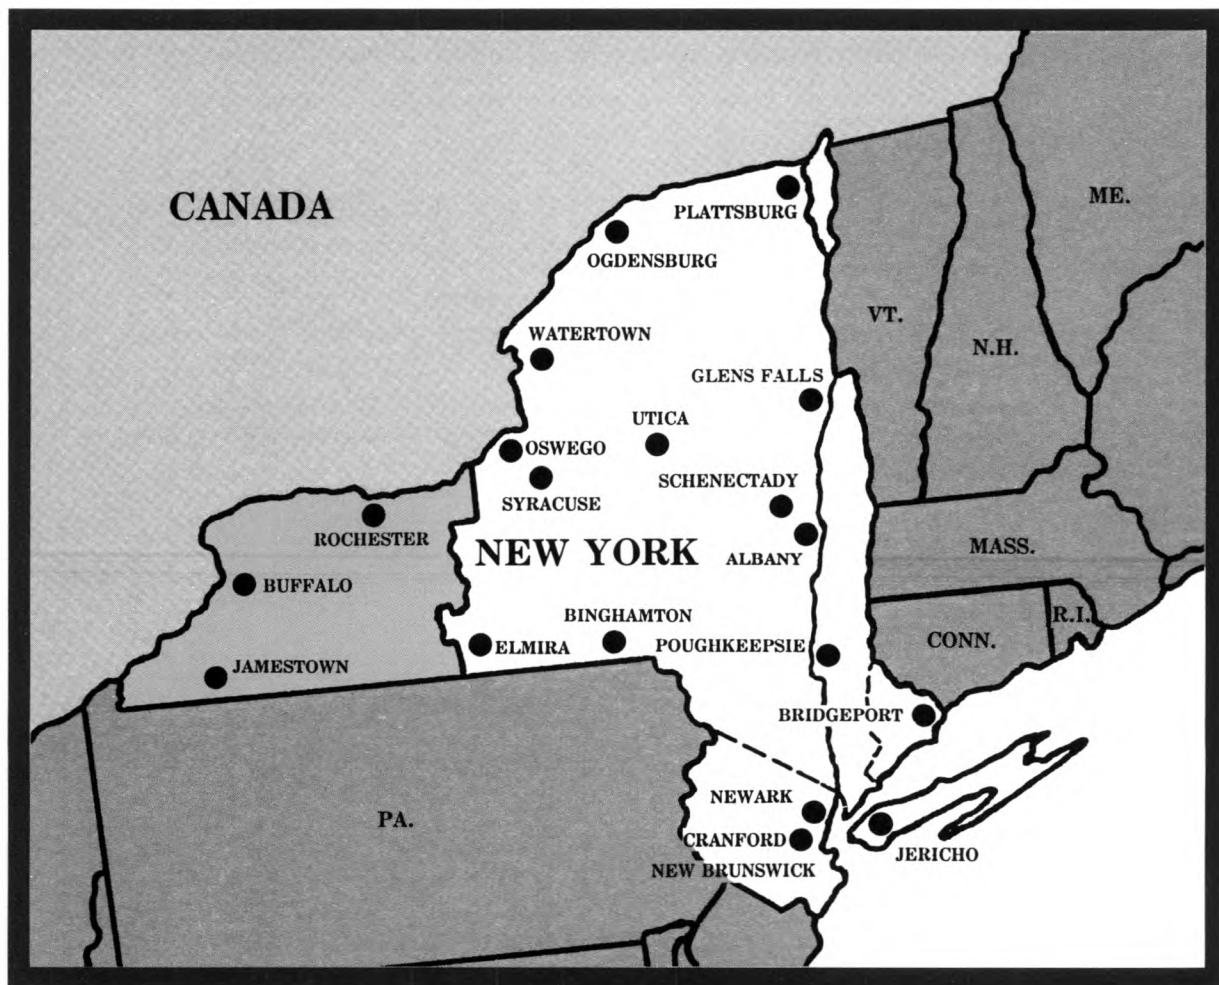 CANADA
PLATTSBURG
ME.
OGDENSBURG
VT.
WATERTOWN
N.H.
GLENS FALLS
UTICA
OSWEGO
SCHENECTADY
SYRACUSE
ROCHESTER
NEW YORK
ALBANY
MASS.
BUFFALO
BINGHAMTON
R.I.
ELMIRA
POUGHKEEPSIE
CONN.
JAMESTOWN
BRIDGEPORT
NEWARK
PA.
CRANFORD
JERICHO
NEW BRUNSWICK